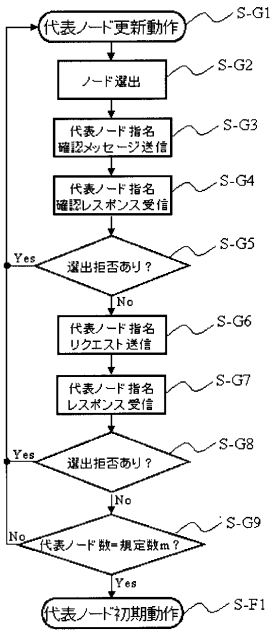 代表ノード更新動作 S-G1
ノード選出 S-G2
代表ノード指名 S-G3
確認メッセージ送信
代表ノード指名 S-G4
確認レスポンス受信
選出拒否あり? S-G5
Yes
No
代表ノード指名 S-G6
リクエスト送信
代表ノード指名 S-G7
レスポンス受信
選出拒否あり? S-G8
Yes
No
代表ノード数=規定数m? S-G9
No
Yes
代表ノード初期動作 S-F1